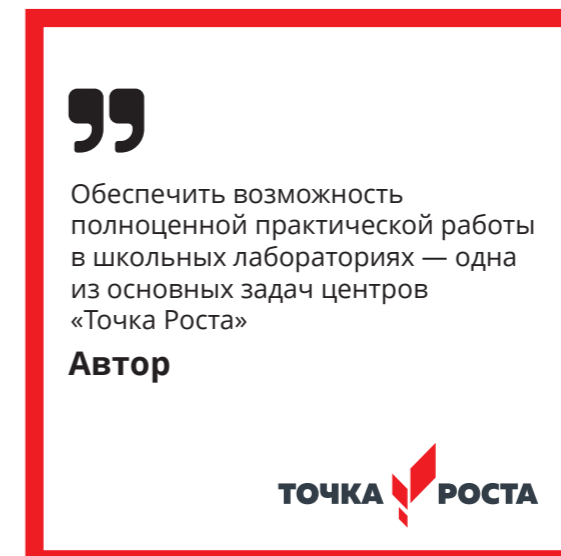 Обеспечить возможность
полноценной практической работы
в школьных лабораториях — одна
из основных задач центров
«Точка Роста»
Автор
ТОЧКА РОСТА